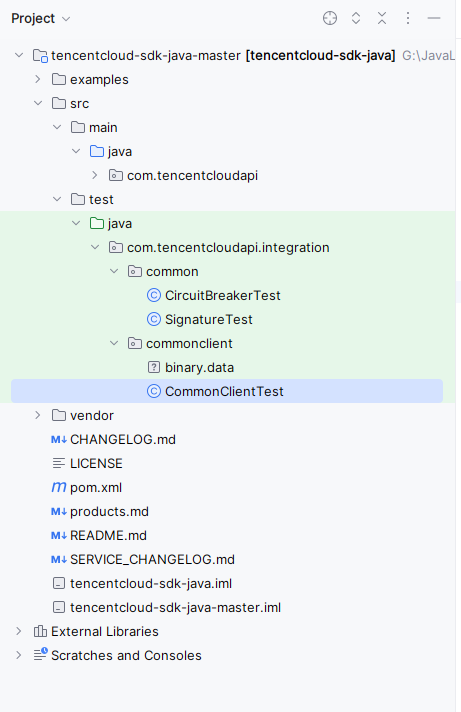 Project
tencentcloud-sdk-java-master [tencentcloud-sdk-java] G:\JavaL
examples
src
main
java
com.tencentcloudapi
test
java
com.tencentcloudapi.integration
common
CircuitBreakerTest
SignatureTest
commonclient
binary.data
CommonClientTest
vendor
CHANGELOG.md
LICENSE
pom.xml
products.md
README.md
SERVICE_CHANGELOG.md
tencentcloud-sdk-java.iml
tencentcloud-sdk-java-master.iml
External Libraries
Scratches and Consoles